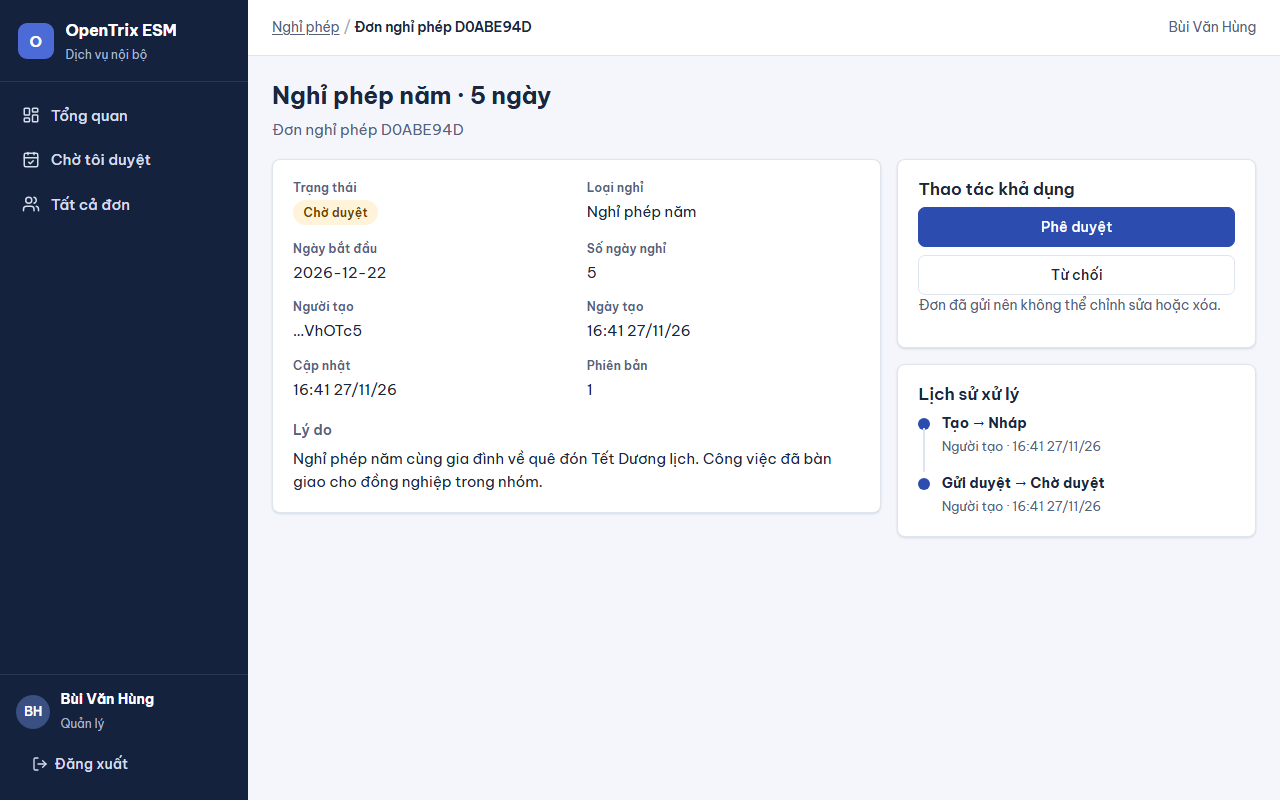 O
OpenTrix ESM
Dịch vụ nội bộ
Tổng quan
Chờ tôi duyệt
Tất cả đơn
BH
Bùi Văn Hùng
Quản lý
Đăng xuất
Nghỉ phép / Đơn nghỉ phép D0ABE94D
Bùi Văn Hùng
Nghỉ phép năm · 5 ngày
Đơn nghỉ phép D0ABE94D
Trạng thái
Chờ duyệt
Loại nghỉ
Nghỉ phép năm
Ngày bắt đầu
2026-12-22
Số ngày nghỉ
5
Người tạo
…VhOTc5
Ngày tạo
16:41 27/11/26
Cập nhật
16:41 27/11/26
Phiên bản
1
Lý do
Nghỉ phép năm cùng gia đình về quê đón Tết Dương lịch. Công việc đã bàn
giao cho đồng nghiệp trong nhóm.
Thao tác khả dụng
Phê duyệt
Từ chối
Đơn đã gửi nên không thể chỉnh sửa hoặc xóa.
Lịch sử xử lý
Tạo → Nháp
Người tạo · 16:41 27/11/26
Gửi duyệt → Chờ duyệt
Người tạo · 16:41 27/11/26